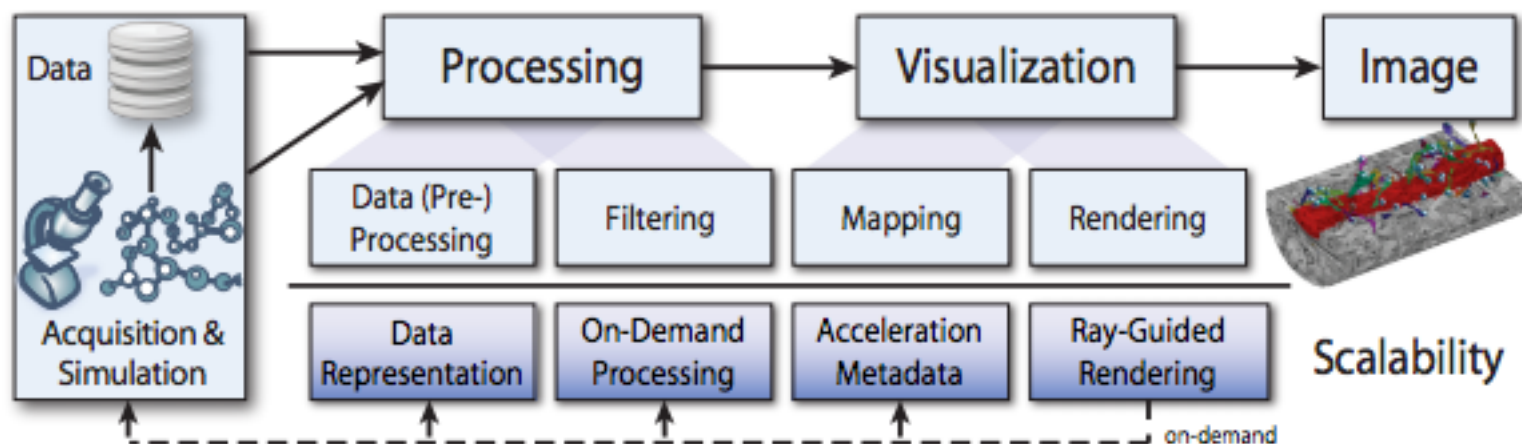 Data
Acquisition &
Simulation
Processing
Visualization
Image
Data (Pre-)
Processing
Filtering
Mapping
Rendering
Data
Representation
On-Demand
Processing
Acceleration
Metadata
Ray-Guided
Rendering
Scalability
on-demand